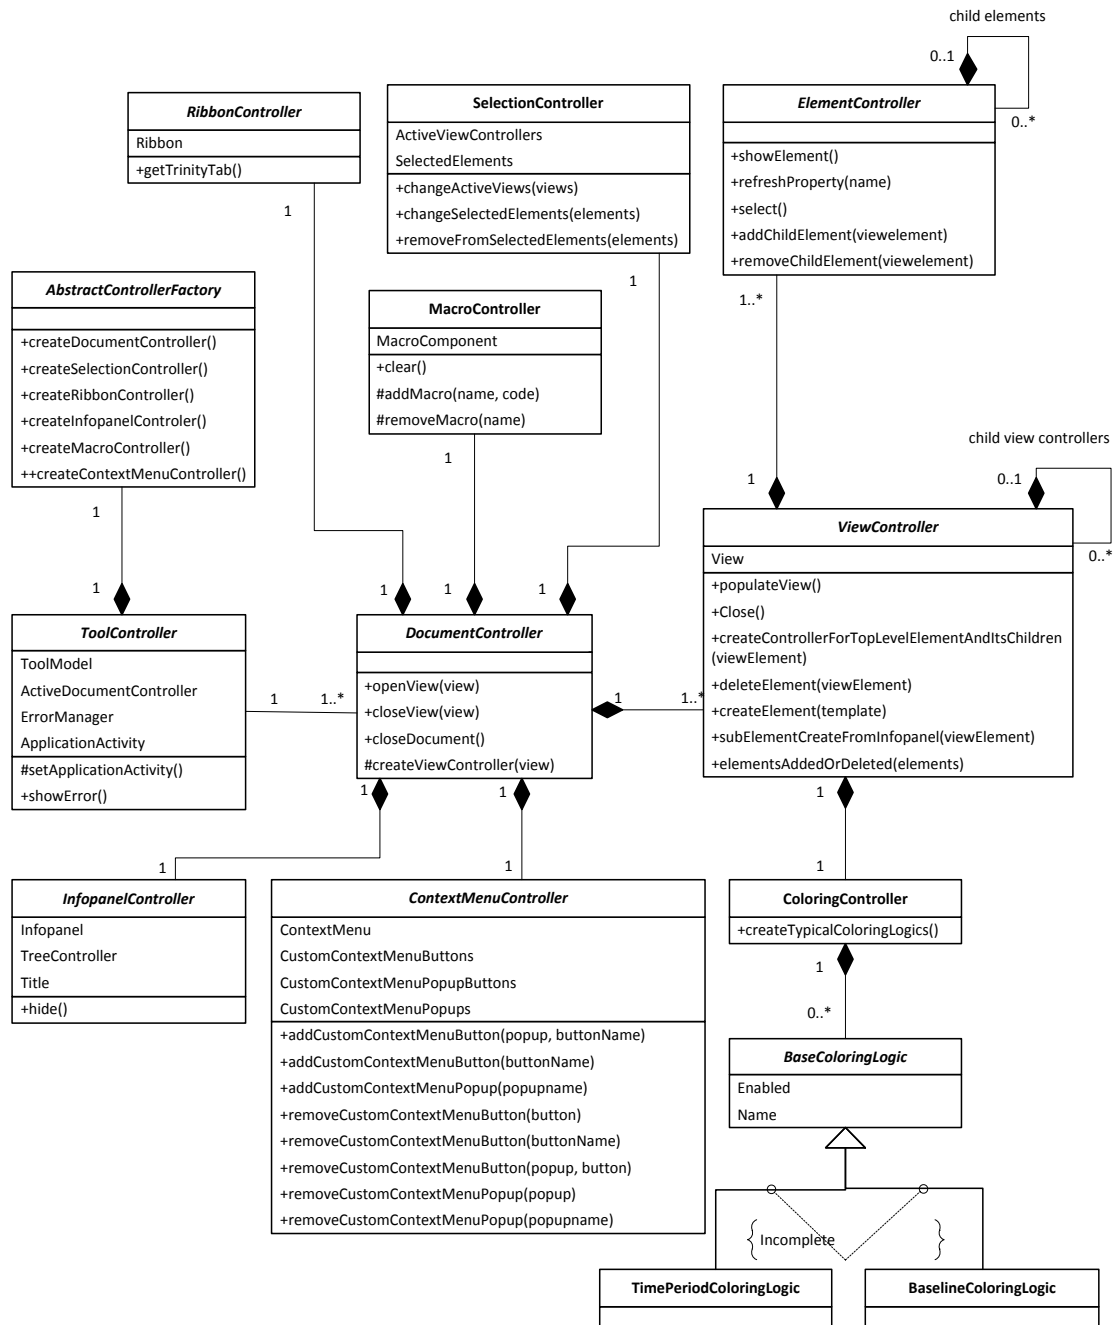 child elements
0..1
ElementController
0..*
+showElement()
+refreshProperty(name)
+select()
+addChildElement(viewelement)
+removeChildElement(viewelement)
1..*
RibbonController
Ribbon
+getTrinityTab()
1
SelectionController
ActiveViewControllers
SelectedElements
+changeActiveViews(views)
+changeSelectedElements(elements)
+removeFromSelectedElements(elements)
1
AbstractControllerFactory
+createDocumentController()
+createSelectionController()
+createRibbonController()
+createInfopanelControler()
+createMacroController()
++createContextMenuController()
1
MacroController
MacroComponent
+clear()
#addMacro(name, code)
#removeMacro(name)
1
child view controllers
1
0..1
ViewController
0..*
View
+populateView()
+Close()
+createControllerForTopLevelElementAndItsChildren
(viewElement)
+deleteElement(viewElement)
+createElement(template)
+subElementCreateFromInfopanel(viewElement)
+elementsAddedOrDeleted(elements)
1
1
ToolController
ToolModel
ActiveDocumentController
ErrorManager
ApplicationActivity
#setApplicationActivity()
+showError()
1
1..*
1
1
1
DocumentController
+openView(view)
+closeView(view)
+closeDocument()
#createViewController(view)
1
1..*
1
1
1
InfopanelController
Infopanel
TreeController
Title
+hide()
1
ContextMenuController
ContextMenu
CustomContextMenuButtons
CustomContextMenuPopupButtons
CustomContextMenuPopups
+addCustomContextMenuButton(popup, buttonName)
+addCustomContextMenuButton(buttonName)
+addCustomContextMenuPopup(popupname)
+removeCustomContextMenuButton(button)
+removeCustomContextMenuButton(buttonName)
+removeCustomContextMenuButton(popup, button)
+removeCustomContextMenuPopup(popup)
+removeCustomContextMenuPopup(popupname)
1
ColoringController
+createTypicalColoringLogics()
1
0..*
BaseColoringLogic
Enabled
Name
{Incomplete }
TimePeriodColoringLogic
BaselineColoringLogic